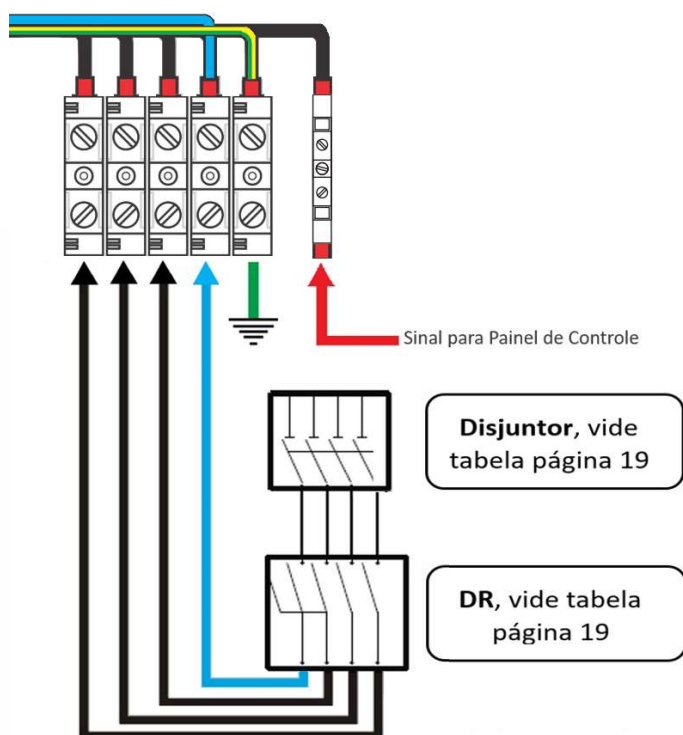 Sinal para Painel de Controle
Disjuntor, vide
tabela página 19
DR, vide tabela
página 19